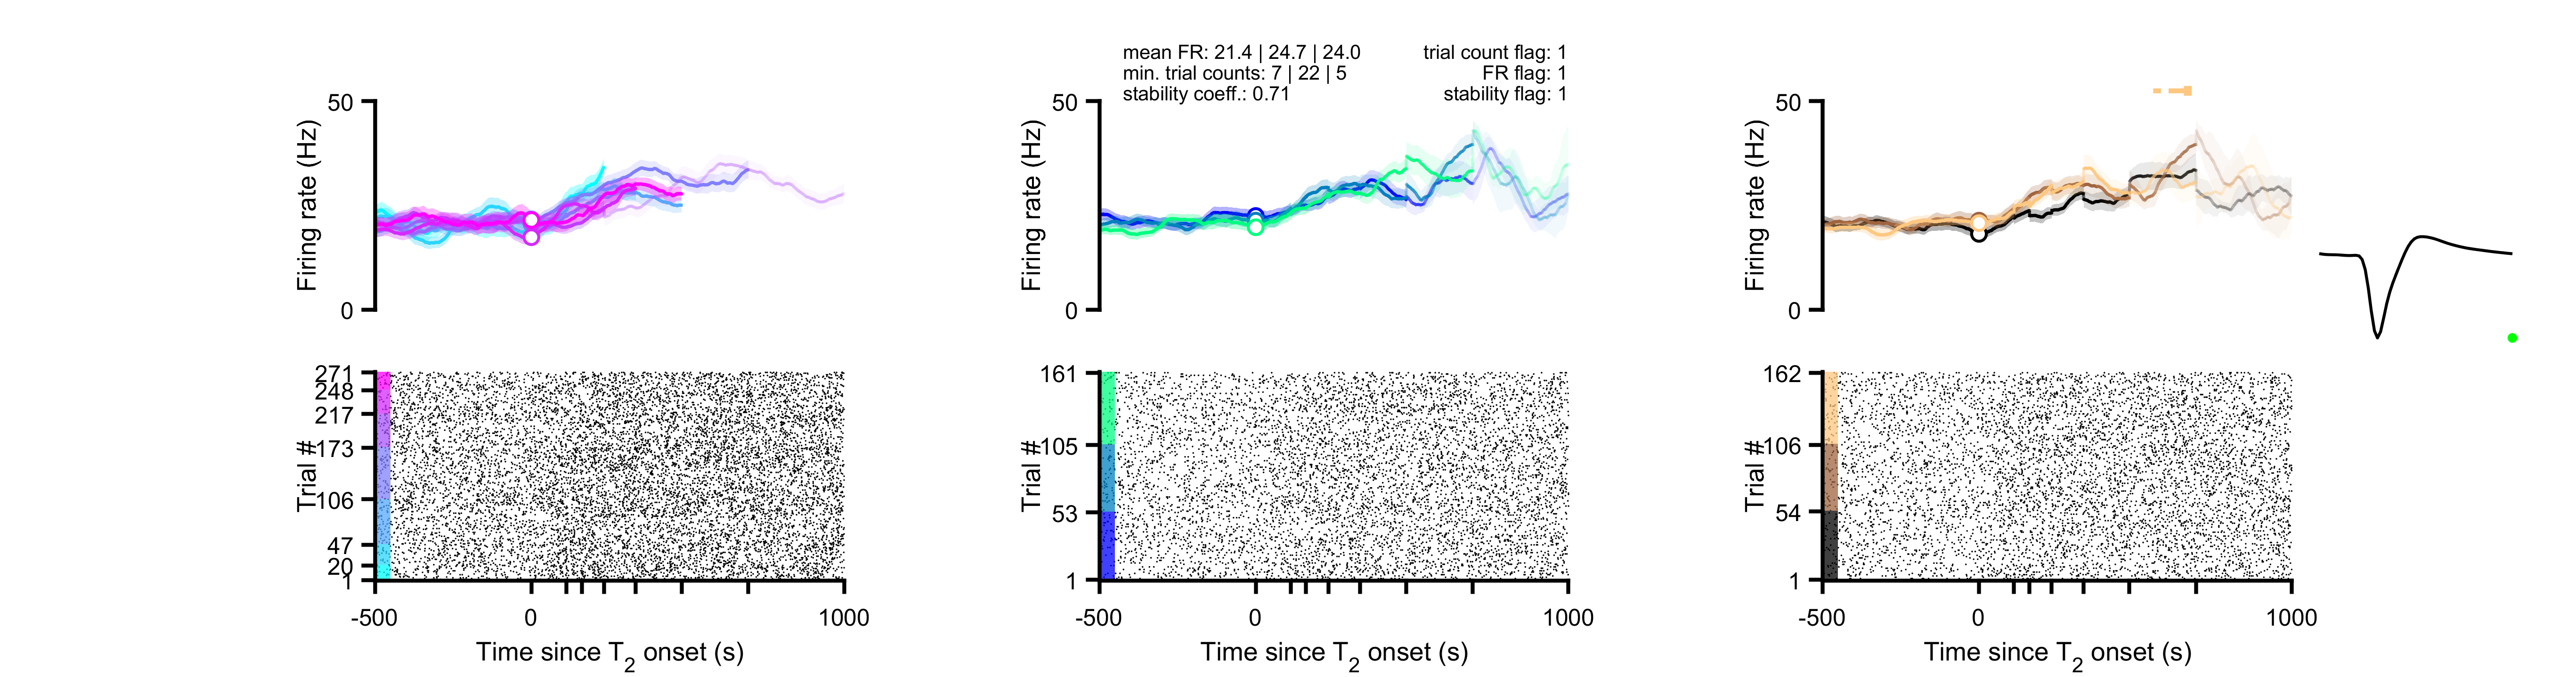 mean FR: 21.4 | 24.7 | 24.0
min. trial counts: 7 | 22 | 5
stability coeff.: 0.71
trial count flag: 1
FR flag: 1
stability flag: 1
50
Firing rate (Hz)
0
50
Firing rate (Hz)
0
50
Firing rate (Hz)
0
271
248
217
173
106
47
20
1
Trial #
-500
0
1000
Time since T2 onset (s)
161
105
53
1
Trial #
-500
0
1000
Time since T2 onset (s)
162
106
54
1
Trial #
-500
0
1000
Time since T2 onset (s)